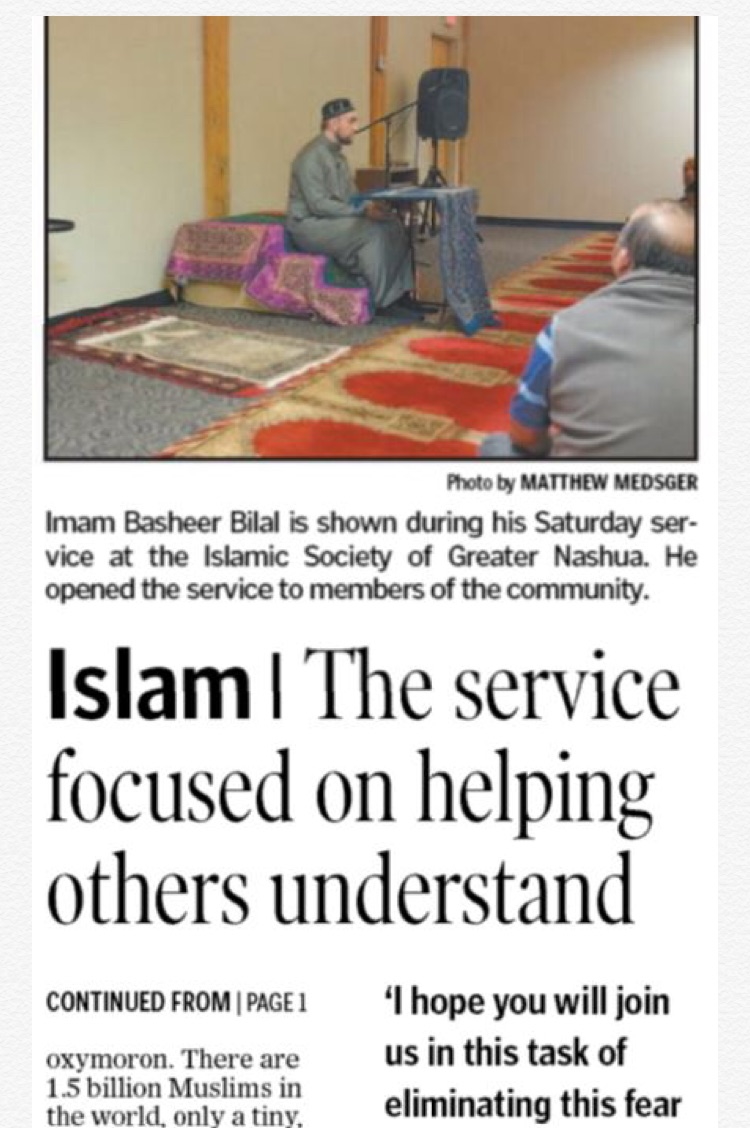 Photo by MATTHEW MEDSGER
Imam Basheer Bilal is shown during his Saturday ser-
vice at the Islamic Society of Greater Nashua. He
opened the service to members of the community.
Islam | The service
focused on helping
others understand
CONTINUED FROM | PAGE 1
oxymoron. There are
1.5 billion Muslims in
the world, only a tiny,
‘I hope you will join
us in this task of
eliminating this fear